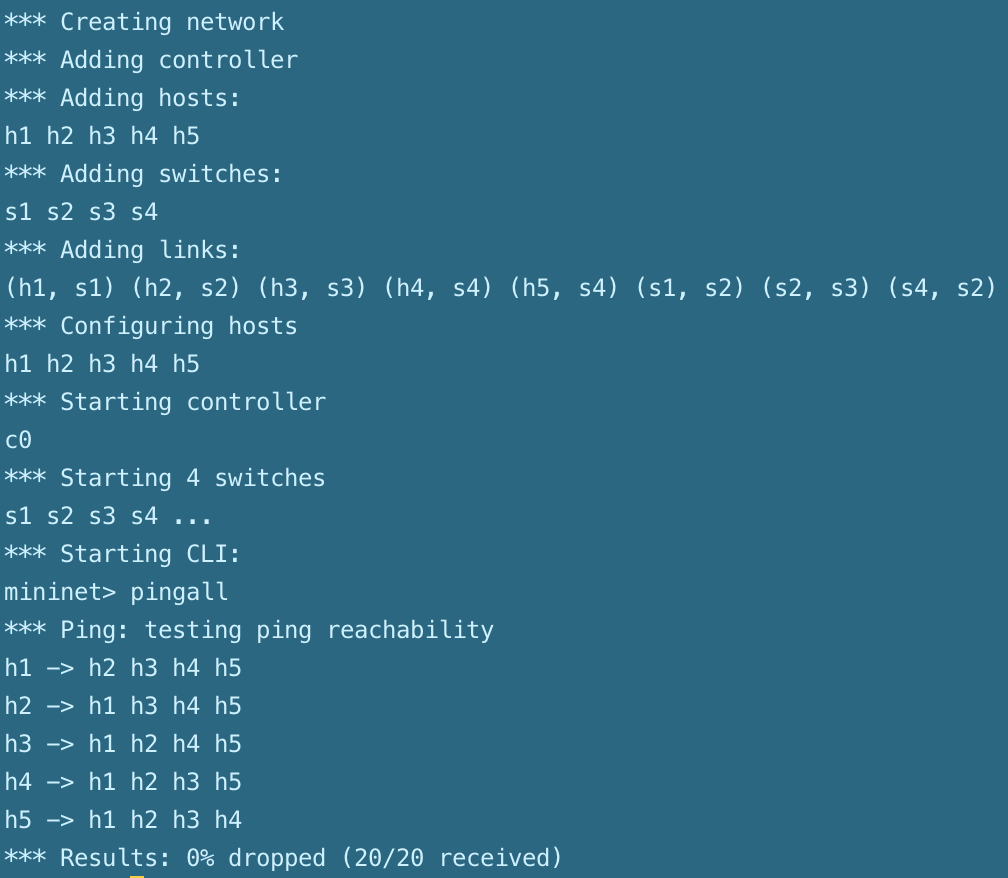 *** Creating network
*** Adding controller
*** Adding hosts:
h1 h2 h3 h4 h5
*** Adding switches:
s1 s2 s3 s4
*** Adding links:
(h1, s1) (h2, s2) (h3, s3) (h4, s4) (h5, s4) (s1, s2) (s2, s3) (s4, s2)
*** Configuring hosts
h1 h2 h3 h4 h5
*** Starting controller
c0
*** Starting 4 switches
s1 s2 s3 s4 ...
*** Starting CLI:
mininet> pingall
*** Ping: testing ping reachability
h1 -> h2 h3 h4 h5
h2 -> h1 h3 h4 h5
h3 -> h1 h2 h4 h5
h4 -> h1 h2 h3 h5
h5 -> h1 h2 h3 h4
*** Results: 0% dropped (20/20 received)